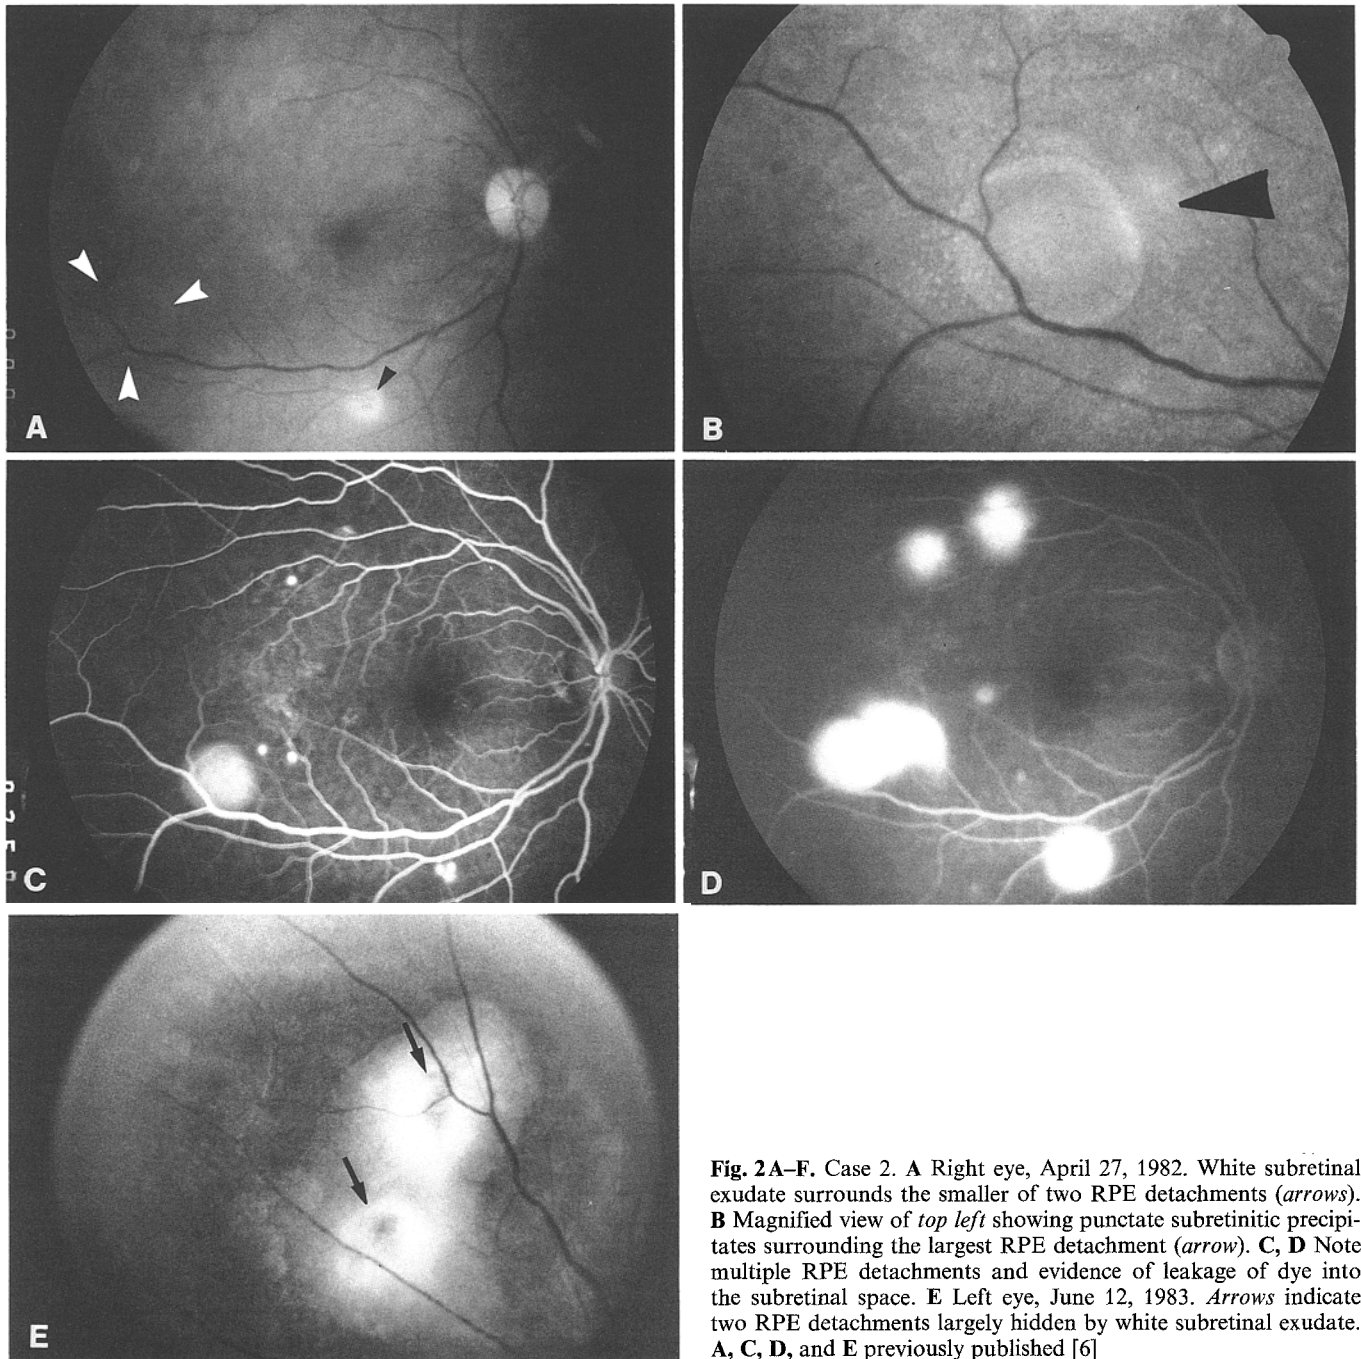 A
B
C
D
E
Fig. 2 A–F. Case 2. A Right eye, April 27, 1982. White subretinal
exudate surrounds the smaller of two RPE detachments (arrows).
B Magnified view of top left showing punctate subretinitic precipi-
tates surrounding the largest RPE detachment (arrow). C, D Note
multiple RPE detachments and evidence of leakage of dye into
the subretinal space. E Left eye, June 12, 1983. Arrows indicate
two RPE detachments largely hidden by white subretinal exudate.
A, C, D, and E previously published [6]